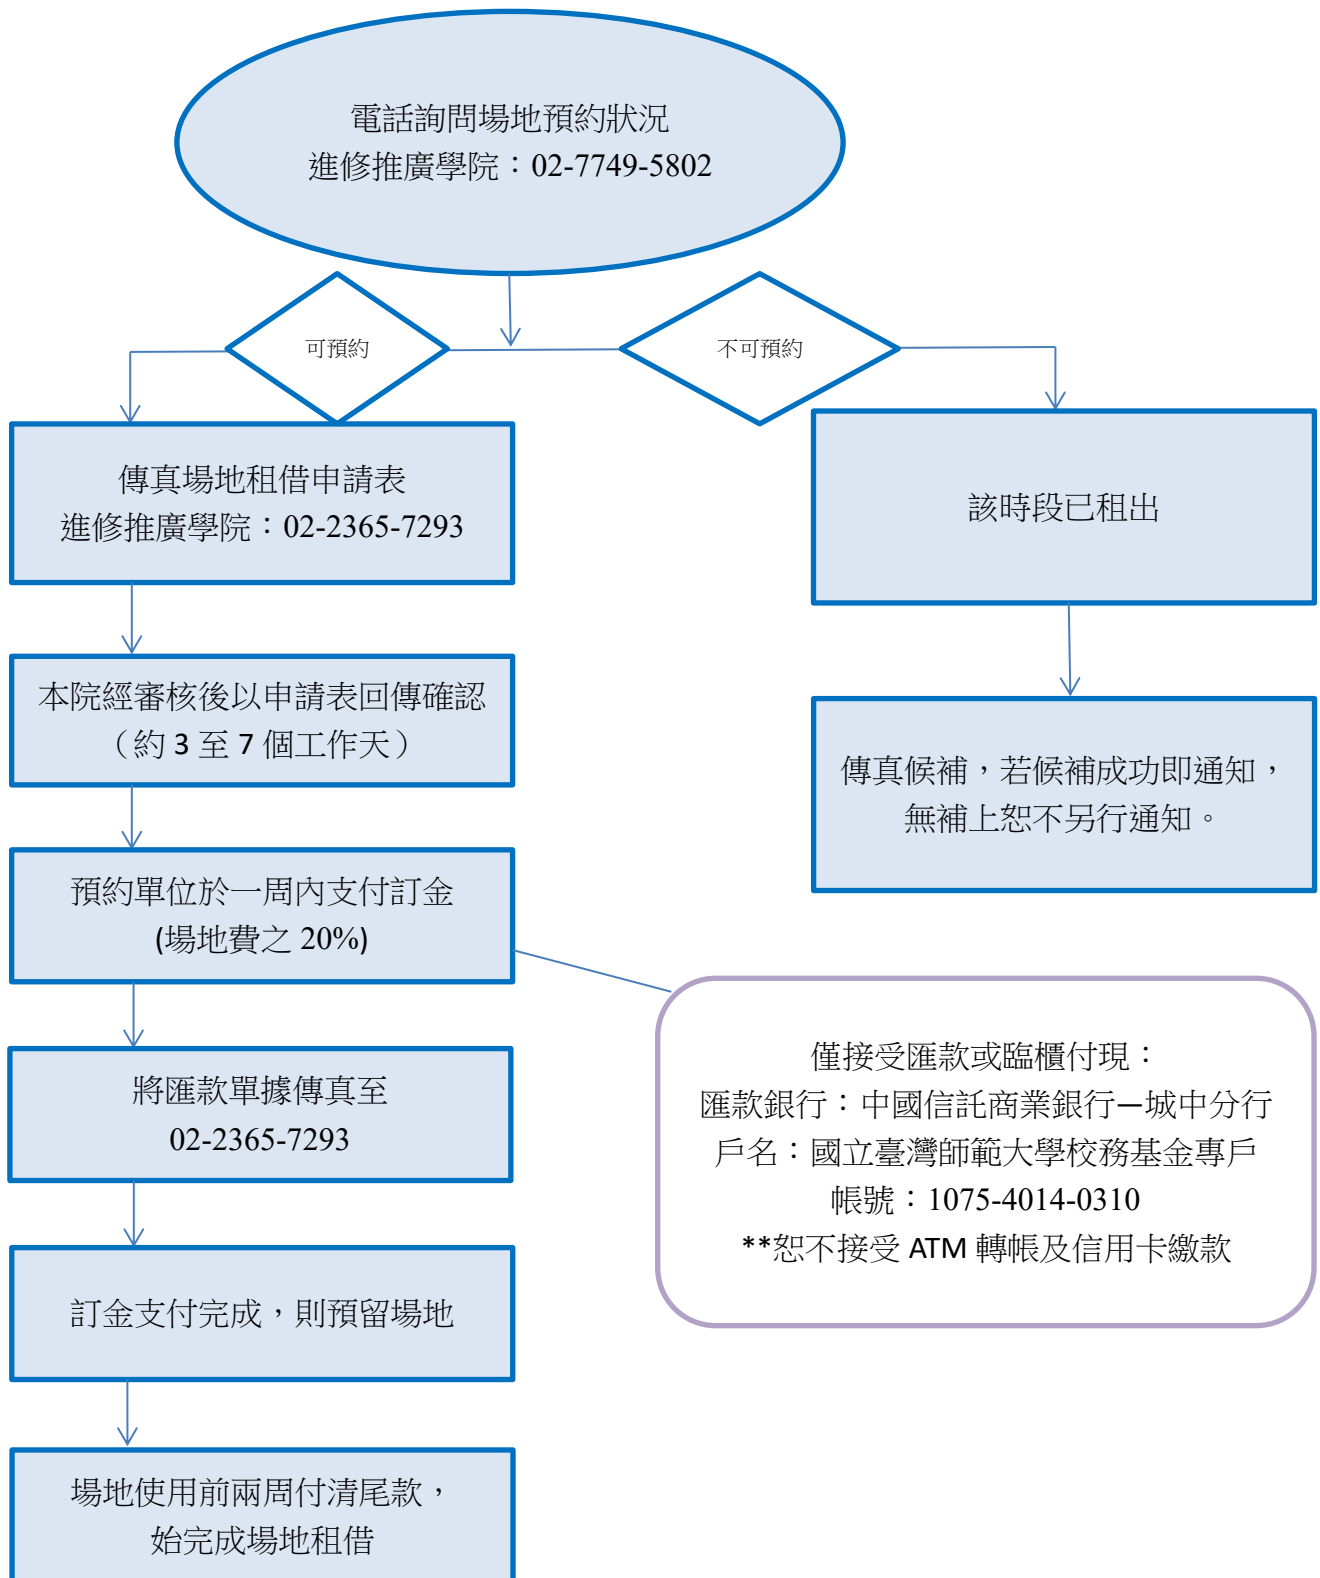 電話詢問場地預約狀況
進修推廣學院：02-7749-5802
可預約
不可預約
傳真場地租借申請表
進修推廣學院：02-2365-7293
該時段已租出
本院經審核後以申請表回傳確認
（約 3 至 7 個工作天）
傳真候補，若候補成功即通知，
無補上恕不另行通知。
預約單位於一周內支付訂金
(場地費之 20%)
僅接受匯款或臨櫃付現：
匯款銀行：中國信託商業銀行—城中分行
戶名：國立臺灣師範大學校務基金專戶
帳號：1075-4014-0310
**恕不接受 ATM 轉帳及信用卡繳款
將匯款單據傳真至
02-2365-7293
訂金支付完成，則預留場地
場地使用前兩周付清尾款，
始完成場地租借